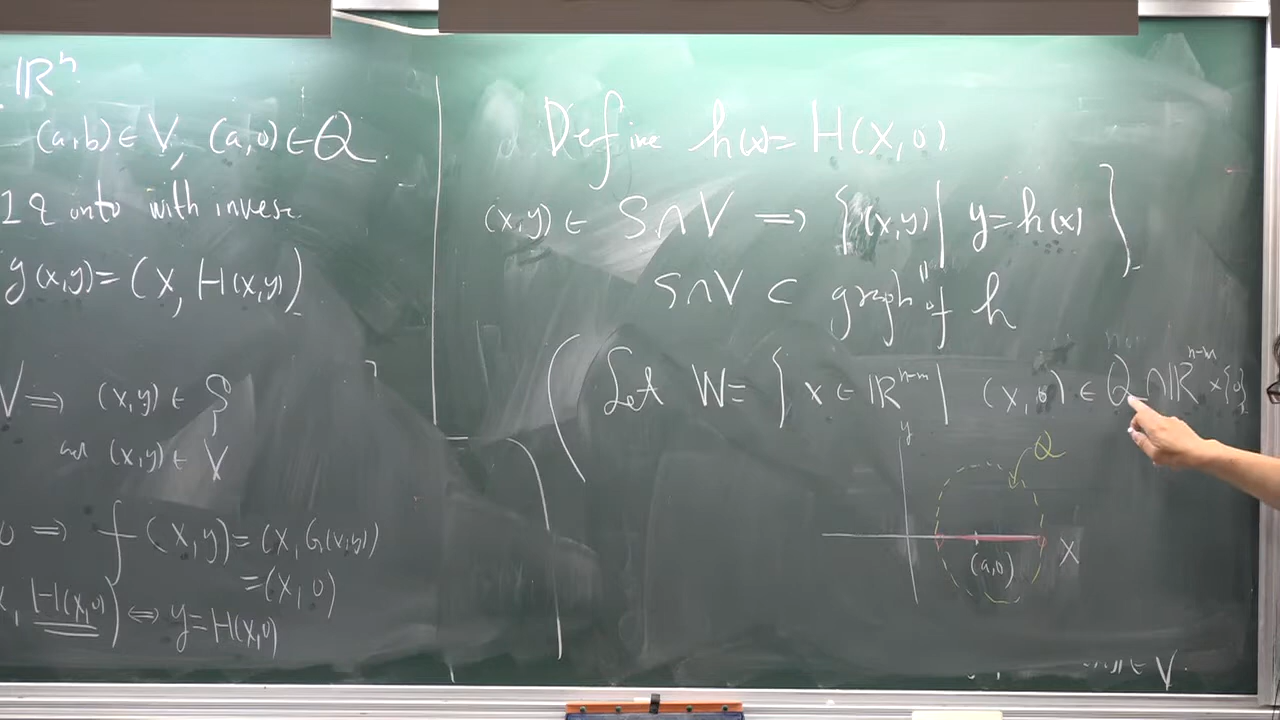 ℝⁿ
(a,b) ∈ V, (a,0) ∈ Q
onto with inverse
g(x,y) = (x, H(x,y))
V ⟹ (x,y) ∈ S
and (x,y) ∈ V
0 ⟹ f(x,y) = (x, G(x,y))
= (x, 0)
x, H(x,0)) ⟺ y = H(x,0)
Define h(x) = H(x,0)
(x,y) ∈ S∩V ⟹ {(x,y) | y = h(x)}
S∩V ⊂ graph of h
(Let W = {x ∈ ℝⁿ⁻ᵐ | (x,0) ∈ Q ∩ ℝⁿ⁻ᵐ × {0}
y
Q
X
(a,0)
∈ V